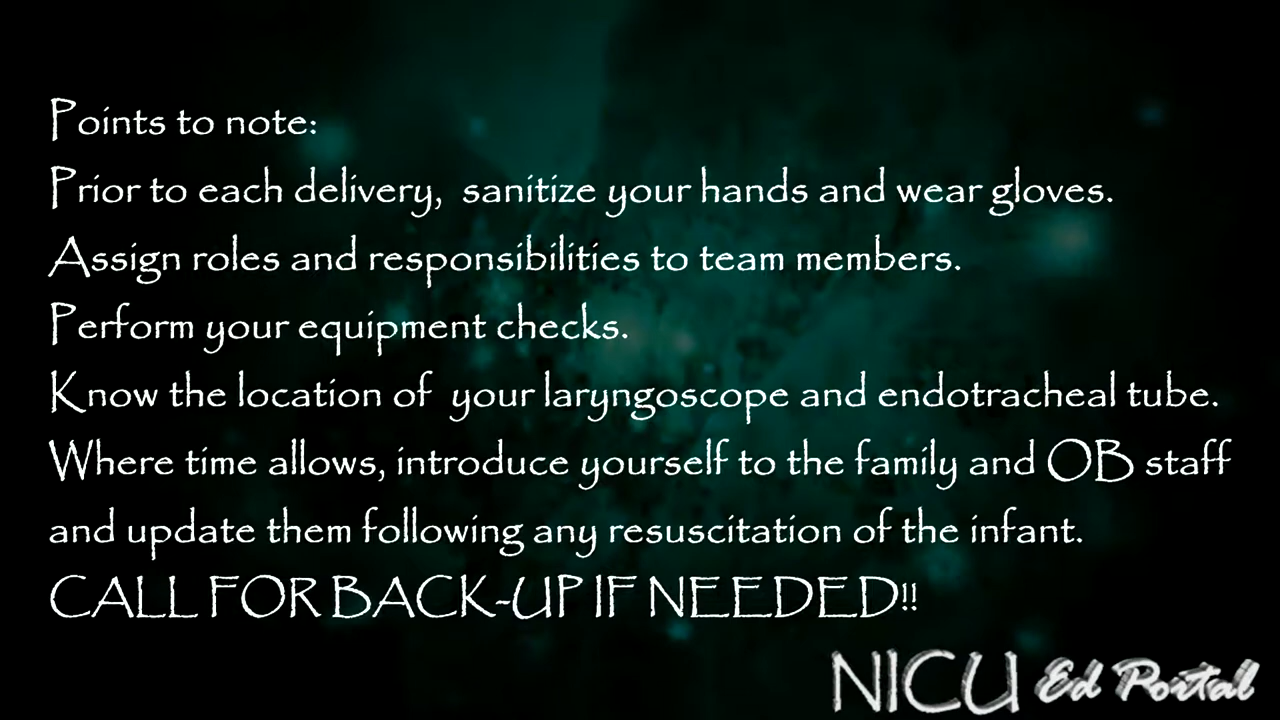 Points to note:
Prior to each delivery,  sanitize your hands and wear gloves.
Assign roles and responsibilities to team members.
Perform your equipment checks.
Know the location of  your laryngoscope and endotracheal tube.
Where time allows, introduce yourself to the family and OB staff
and update them following any resuscitation of the infant.
CALL FOR BACK-UP IF NEEDED!!
NICU Ed Portal